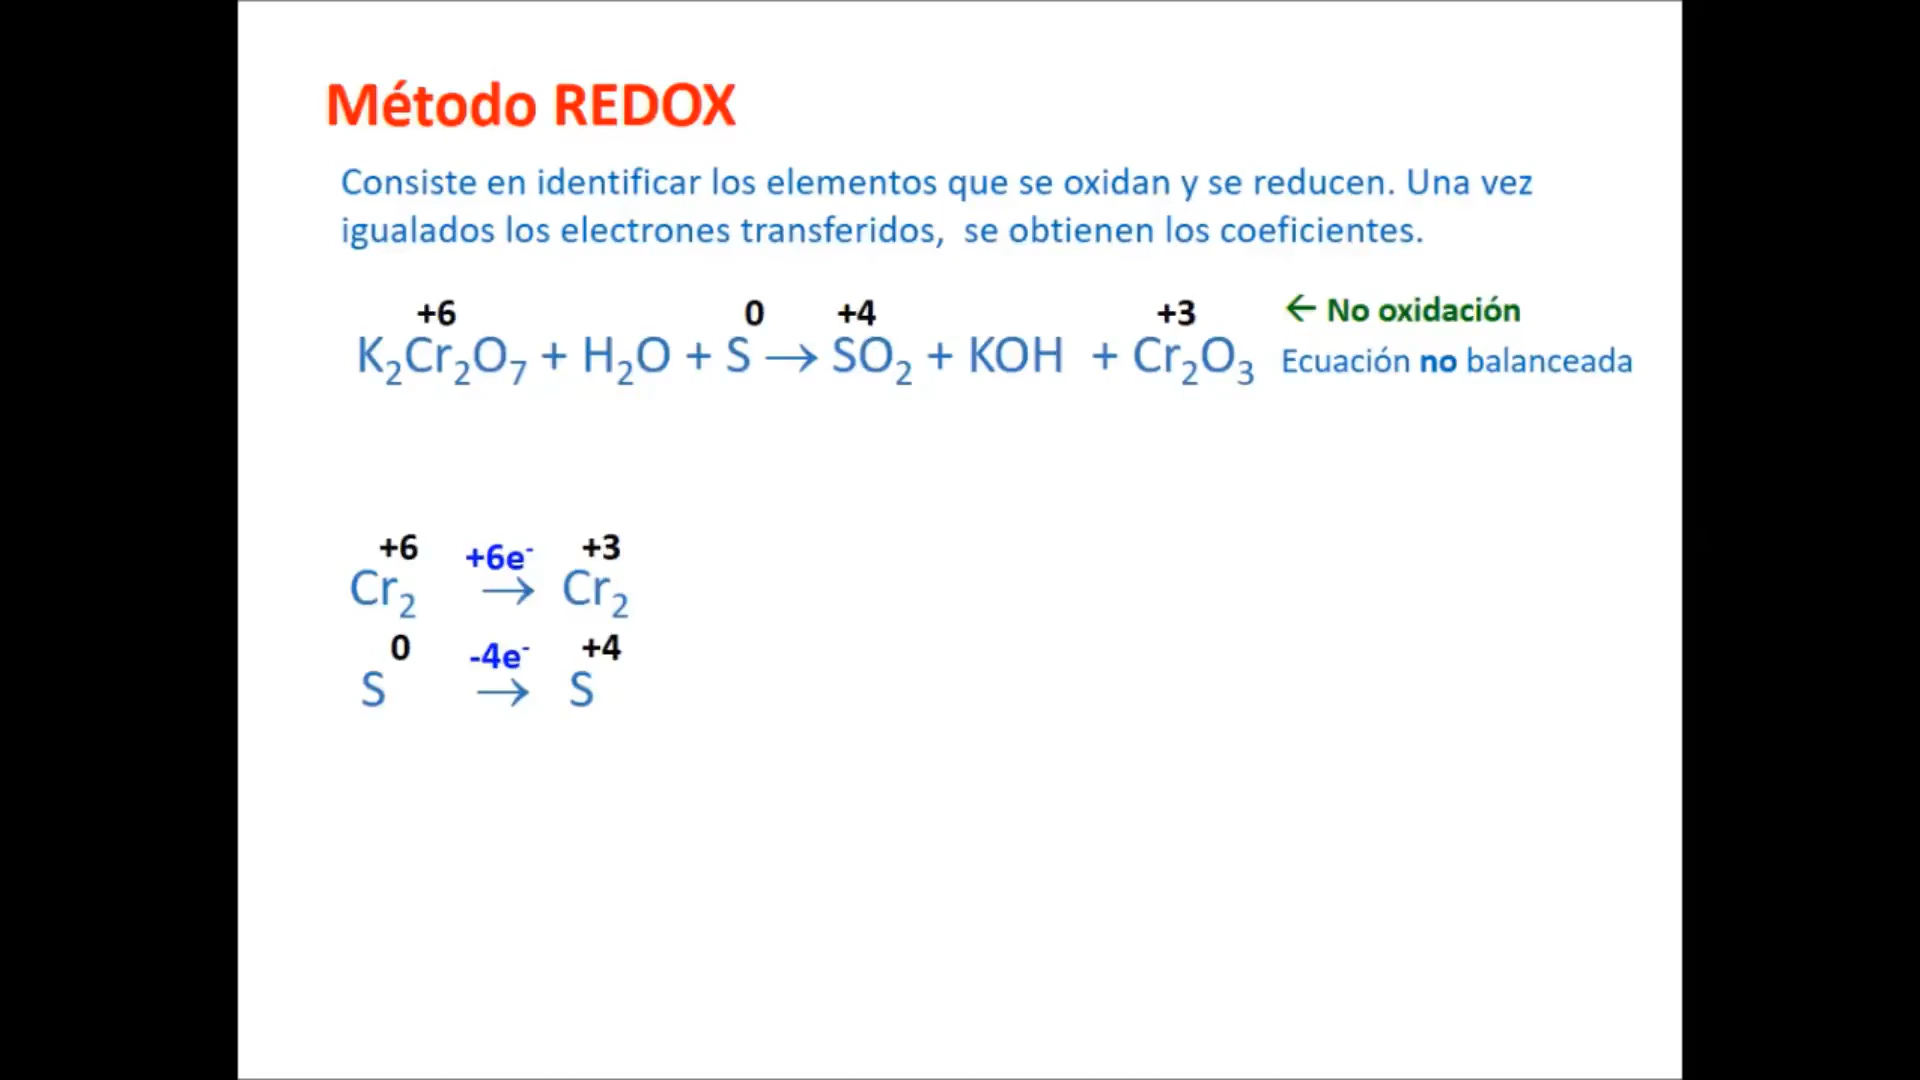 Método REDOX
Consiste en identificar los elementos que se oxidan y se reducen. Una vez
igualados los electrones transferidos, se obtienen los coeficientes.
+6 0 +4 +3 ← No oxidación
K₂Cr₂O₇ + H₂O + S → SO₂ + KOH + Cr₂O₃ Ecuación no balanceada
+6 +6e⁻ +3
Cr₂ → Cr₂
0 -4e⁻ +4
S → S